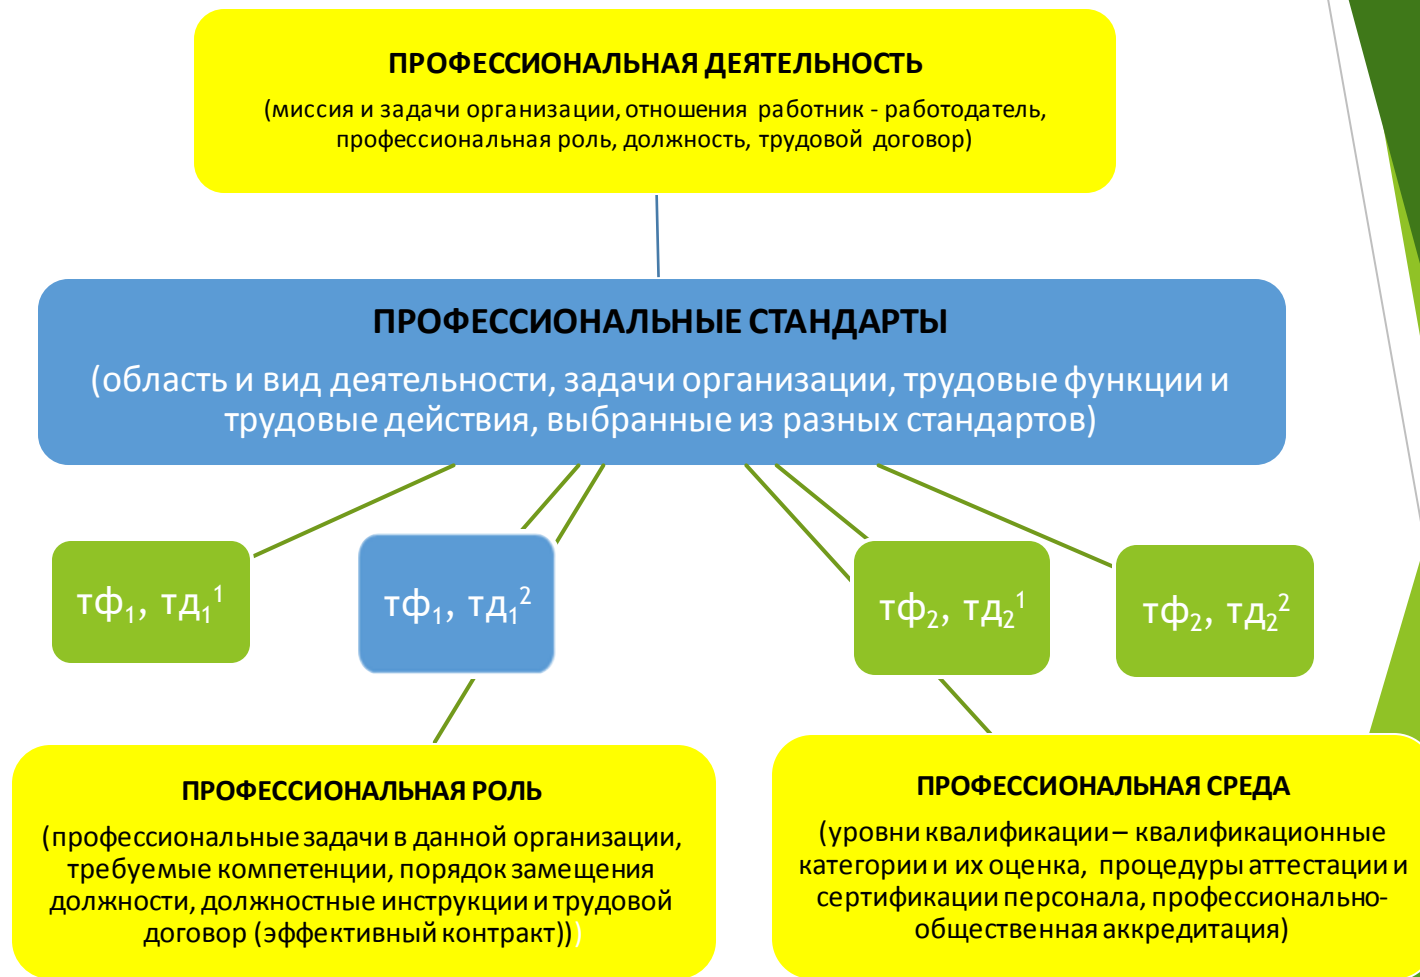 ПРОФЕССИОНАЛЬНАЯ ДЕЯТЕЛЬНОСТЬ
(миссия и задачи организации, отношения работник - работодатель,
профессиональная роль, должность, трудовой договор)
ПРОФЕССИОНАЛЬНЫЕ СТАНДАРТЫ
(область и вид деятельности, задачи организации, трудовые функции и
трудовые действия, выбранные из разных стандартов)
тф₁, тд₁¹
тф₁, тд₁²
тф₂, тд₂¹
тф₂, тд₂²
ПРОФЕССИОНАЛЬНАЯ РОЛЬ
(профессиональные задачи в данной организации,
требуемые компетенции, порядок замещения
должности, должностные инструкции и трудовой
договор (эффективный контракт)))
ПРОФЕССИОНАЛЬНАЯ СРЕДА
(уровни квалификации – квалификационные
категории и их оценка, процедуры аттестации и
сертификации персонала, профессионально-
общественная аккредитация)